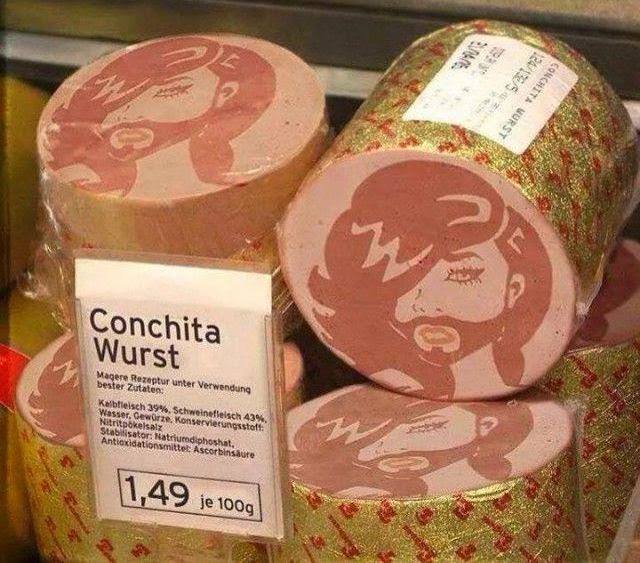 CONCHITA WURST
Conchita
Wurst
Magere Rezeptur unter Verwendung
bester Zutaten:
Kalbfleisch 39%, Schweinefleisch 43%,
Wasser, Gewürze, Konservierungsstoff:
Nitritpökelsalz
Stabilisator: Natriumdiphoshat,
Antioxidationsmittel: Ascorbinsäure
1,49 je 100g